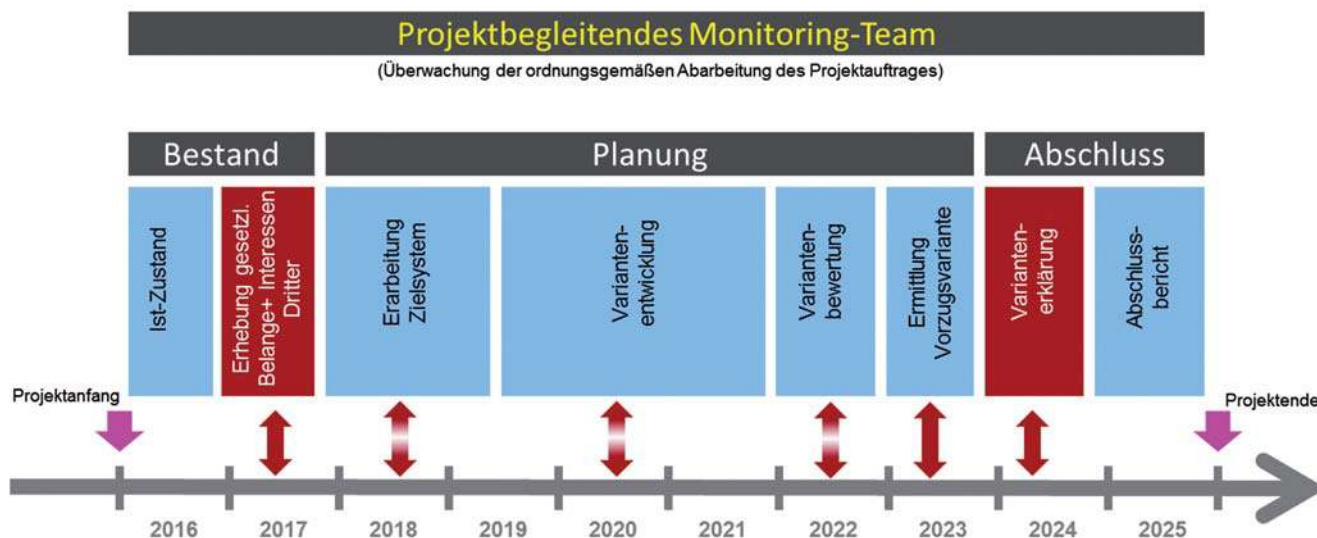 Projektbegleitendes Monitoring-Team
(Überwachung der ordnungsgemäßen Abarbeitung des Projektauftrages)
Bestand
Planung
Abschluss
Ist-Zustand
Erhebung gesetzl.
Belange+ Interessen
Dritter
Erarbeitung
Zielsystem
Varianten-
entwicklung
Varianten-
bewertung
Ermittlung
Vorzugsvariante
Varianten-
erklärung
Abschluss-
bericht
Projektanfang
Projektende
2016
2017
2018
2019
2020
2021
2022
2023
2024
2025